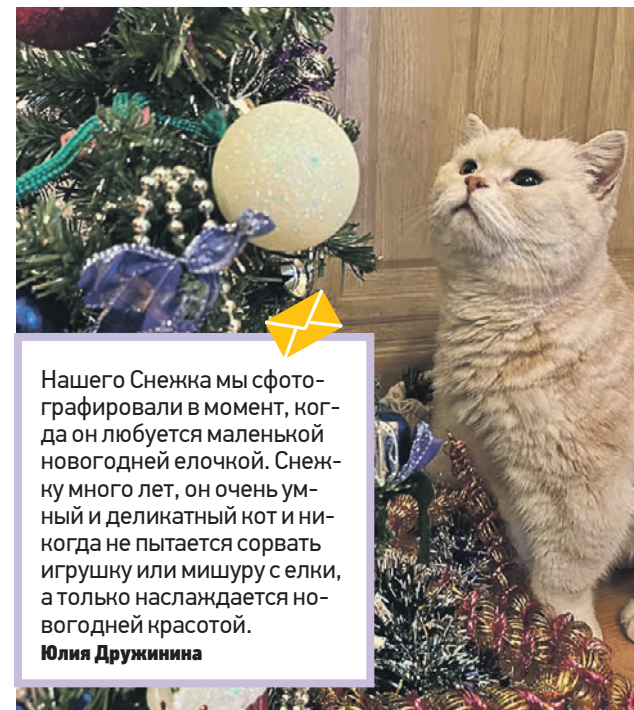 Нашего Снежка мы сфото-
графировали в момент, ког-
да он любуется маленькой
новогодней елочкой. Снеж-
ку много лет, он очень ум-
ный и деликатный кот и ни-
когда не пытается сорвать
игрушку или мишуру с елки,
а только наслаждается но-
вогодней красотой.
Юлия Дружинина